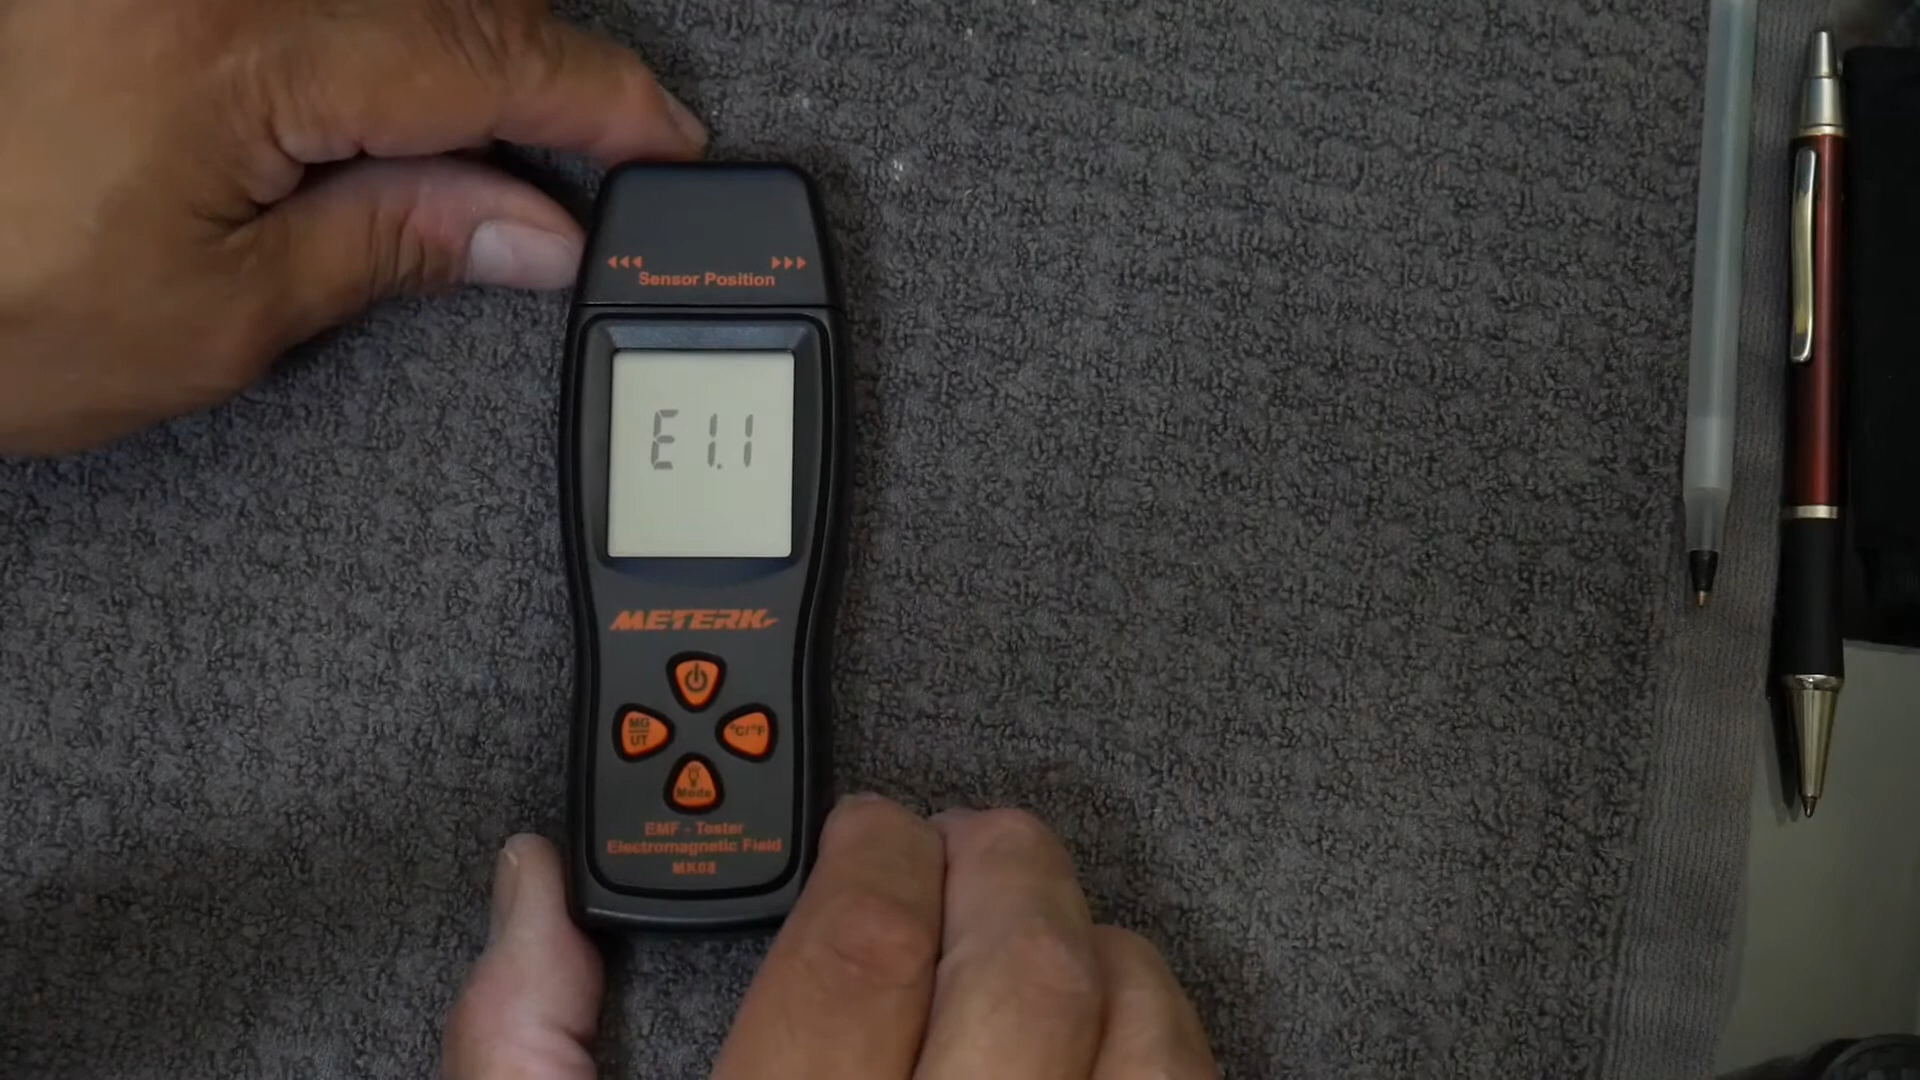 ◄◄◄ ►►►
Sensor Position
E1.1
METERK
MG
UT
°C/°F
Mode
EMF - Tester
Electromagnetic Field
MK08